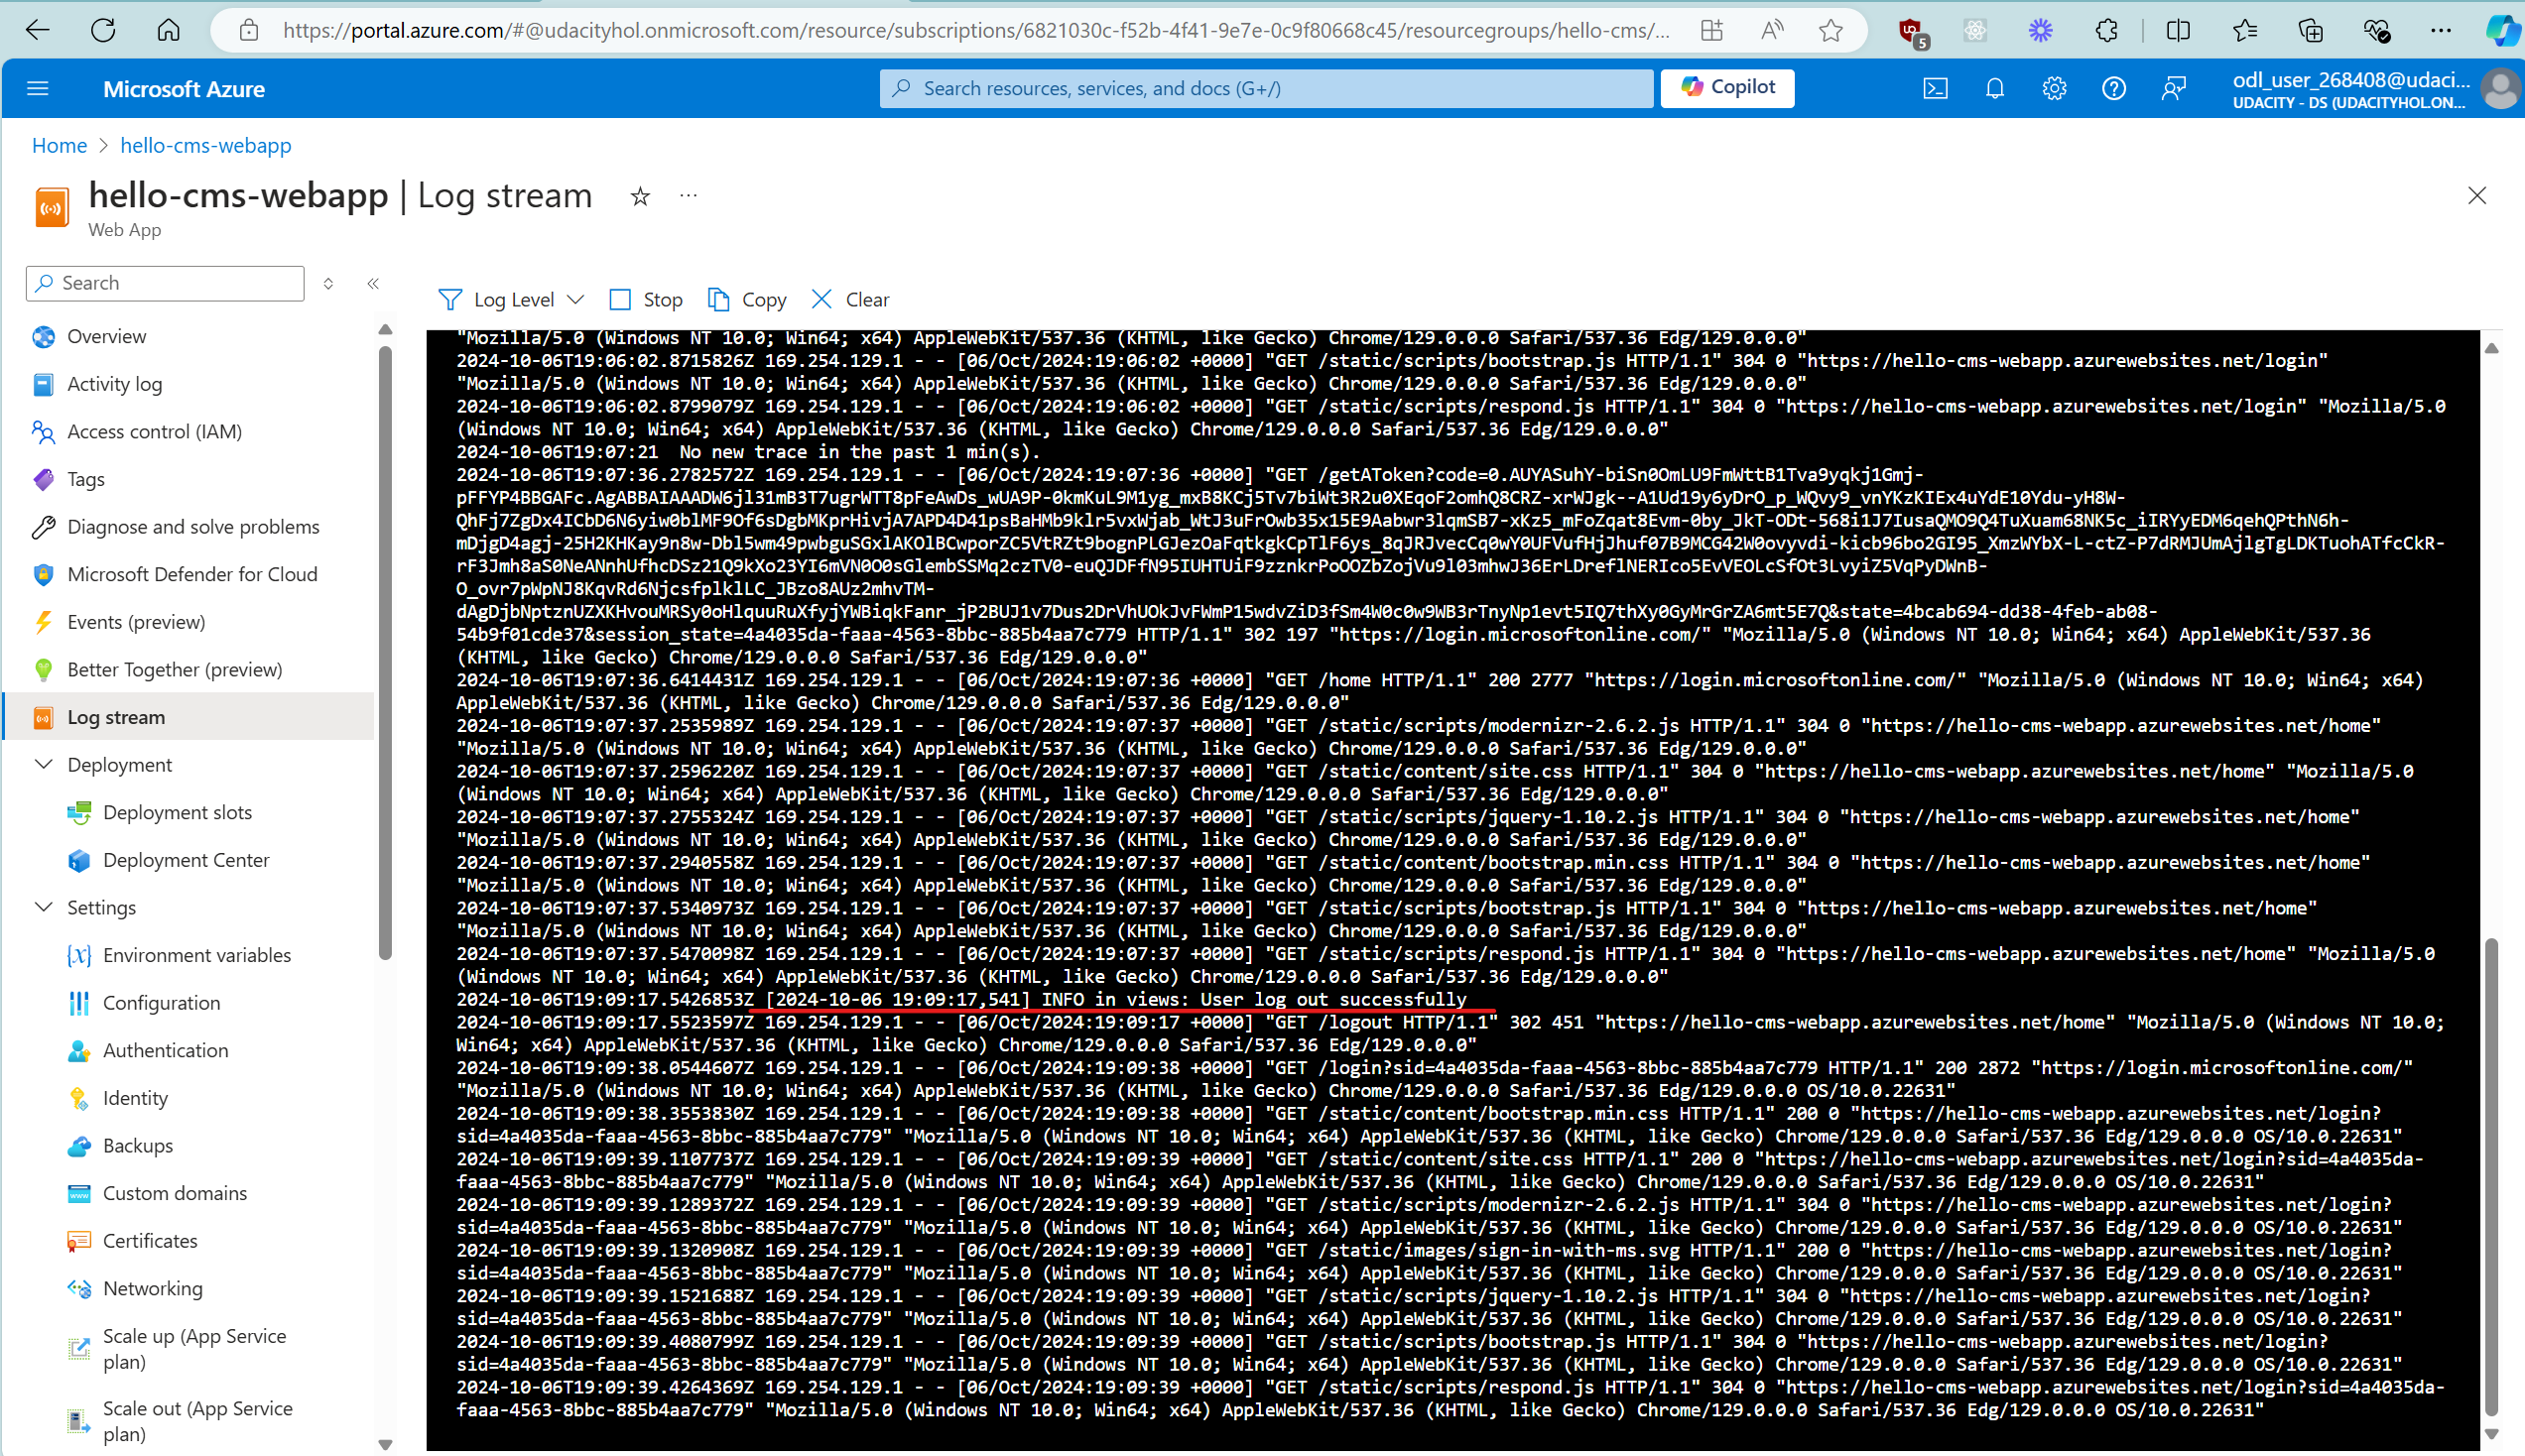 https://portal.azure.com/#@udacityhol.onmicrosoft.com/resource/subscriptions/6821030c-f52b-4f41-9e7e-0c9f80668c45/resourcegroups/hello-cms/...
5
Microsoft Azure
Search resources, services, and docs (G+/)
Copilot
odl_user_268408@udaci...
UDACITY - DS (UDACITYHOL.ON...
Home > hello-cms-webapp
hello-cms-webapp | Log stream
Web App
Search
Log Level
Stop
Copy
Clear
Overview
Activity log
Access control (IAM)
Tags
Diagnose and solve problems
Microsoft Defender for Cloud
Events (preview)
Better Together (preview)
Log stream
Deployment
Deployment slots
Deployment Center
Settings
Environment variables
Configuration
Authentication
Identity
Backups
Custom domains
Certificates
Networking
Scale up (App Service
plan)
Scale out (App Service
plan)
"Mozilla/5.0 (Windows NT 10.0; Win64; x64) AppleWebKit/537.36 (KHTML, like Gecko) Chrome/129.0.0.0 Safari/537.36 Edg/129.0.0.0"
2024-10-06T19:06:02.8715826Z 169.254.129.1 - - [06/Oct/2024:19:06:02 +0000] "GET /static/scripts/bootstrap.js HTTP/1.1" 304 0 "https://hello-cms-webapp.azurewebsites.net/login"
"Mozilla/5.0 (Windows NT 10.0; Win64; x64) AppleWebKit/537.36 (KHTML, like Gecko) Chrome/129.0.0.0 Safari/537.36 Edg/129.0.0.0"
2024-10-06T19:06:02.8799079Z 169.254.129.1 - - [06/Oct/2024:19:06:02 +0000] "GET /static/scripts/respond.js HTTP/1.1" 304 0 "https://hello-cms-webapp.azurewebsites.net/login" "Mozilla/5.0
(Windows NT 10.0; Win64; x64) AppleWebKit/537.36 (KHTML, like Gecko) Chrome/129.0.0.0 Safari/537.36 Edg/129.0.0.0"
2024-10-06T19:07:21  No new trace in the past 1 min(s).
2024-10-06T19:07:36.2782572Z 169.254.129.1 - - [06/Oct/2024:19:07:36 +0000] "GET /getAToken?code=0.AUYASuhY-biSn0OmLU9FmWttB1Tva9yqkj1Gmj-
pFFYP4BBGAFc.AgABBAIAAADW6jl31mB3T7ugrWTT8pFeAwDs_wUA9P-0kmKuL9M1yg_mxB8KCj5Tv7biWt3R2u0XEqoF2omhQ8CRZ-xrWJgk--A1Ud19y6yDrO_p_WQvy9_vnYKzKIEx4uYdE10Ydu-yH8W-
QhFj7ZgDx4ICbD6N6yiw0blMF9Of6sDgbMKprHivjA7APD4D41psBaHMb9klr5vxWjab_WtJ3uFrOwb35x15E9Aabwr3lqmSB7-xKz5_mFoZqat8Evm-0by_JkT-ODt-568i1J7IusaQMO9Q4TuXuam68NK5c_iIRYyEDM6qehQPthN6h-
mDjgD4agj-25H2KHKay9n8w-Dbl5wm49pwbguSGxlAKOlBCwporZC5VtRZt9bognPLGJezOaFqtkgkCpTlF6ys_8qJRJvecCq0wY0UFVufHjJhuf07B9MCG42W0ovyvdi-kicb96bo2GI95_XmzWYbX-L-ctZ-P7dRMJUmAjlgTgLDKTuohATfcCkR-
rF3Jmh8aS0NeANnhUfhcDSz21Q9kXo23YI6mVN0O0sGlembSSMq2czTV0-euQJDFfN95IUHTUiF9zznkrPoOOZbZojVu9l03mhwJ36ErLDreflNERIco5EvVEOLcSfOt3LvyiZ5VqPyDWnB-
O_ovr7pWpNJ8KqvRd6NjcsfplklLC_JBzo8AUz2mhvTM-
dAgDjbNptznUZXKHvouMRSy0oHlquuRuXfyjYWBiqkFanr_jP2BUJ1v7Dus2DrVhUOkJvFWmP15wdvZiD3fSm4W0c0w9WB3rTnyNp1evt5IQ7thXy0GyMrGrZA6mt5E7Q&state=4bcab694-dd38-4feb-ab08-
54b9f01cde37&session_state=4a4035da-faaa-4563-8bbc-885b4aa7c779 HTTP/1.1" 302 197 "https://login.microsoftonline.com/" "Mozilla/5.0 (Windows NT 10.0; Win64; x64) AppleWebKit/537.36
(KHTML, like Gecko) Chrome/129.0.0.0 Safari/537.36 Edg/129.0.0.0"
2024-10-06T19:07:36.6414431Z 169.254.129.1 - - [06/Oct/2024:19:07:36 +0000] "GET /home HTTP/1.1" 200 2777 "https://login.microsoftonline.com/" "Mozilla/5.0 (Windows NT 10.0; Win64; x64)
AppleWebKit/537.36 (KHTML, like Gecko) Chrome/129.0.0.0 Safari/537.36 Edg/129.0.0.0"
2024-10-06T19:07:37.2535989Z 169.254.129.1 - - [06/Oct/2024:19:07:37 +0000] "GET /static/scripts/modernizr-2.6.2.js HTTP/1.1" 304 0 "https://hello-cms-webapp.azurewebsites.net/home"
"Mozilla/5.0 (Windows NT 10.0; Win64; x64) AppleWebKit/537.36 (KHTML, like Gecko) Chrome/129.0.0.0 Safari/537.36 Edg/129.0.0.0"
2024-10-06T19:07:37.2596220Z 169.254.129.1 - - [06/Oct/2024:19:07:37 +0000] "GET /static/content/site.css HTTP/1.1" 304 0 "https://hello-cms-webapp.azurewebsites.net/home" "Mozilla/5.0
(Windows NT 10.0; Win64; x64) AppleWebKit/537.36 (KHTML, like Gecko) Chrome/129.0.0.0 Safari/537.36 Edg/129.0.0.0"
2024-10-06T19:07:37.2755324Z 169.254.129.1 - - [06/Oct/2024:19:07:37 +0000] "GET /static/scripts/jquery-1.10.2.js HTTP/1.1" 304 0 "https://hello-cms-webapp.azurewebsites.net/home"
"Mozilla/5.0 (Windows NT 10.0; Win64; x64) AppleWebKit/537.36 (KHTML, like Gecko) Chrome/129.0.0.0 Safari/537.36 Edg/129.0.0.0"
2024-10-06T19:07:37.2940558Z 169.254.129.1 - - [06/Oct/2024:19:07:37 +0000] "GET /static/content/bootstrap.min.css HTTP/1.1" 304 0 "https://hello-cms-webapp.azurewebsites.net/home"
"Mozilla/5.0 (Windows NT 10.0; Win64; x64) AppleWebKit/537.36 (KHTML, like Gecko) Chrome/129.0.0.0 Safari/537.36 Edg/129.0.0.0"
2024-10-06T19:07:37.5340973Z 169.254.129.1 - - [06/Oct/2024:19:07:37 +0000] "GET /static/scripts/bootstrap.js HTTP/1.1" 304 0 "https://hello-cms-webapp.azurewebsites.net/home"
"Mozilla/5.0 (Windows NT 10.0; Win64; x64) AppleWebKit/537.36 (KHTML, like Gecko) Chrome/129.0.0.0 Safari/537.36 Edg/129.0.0.0"
2024-10-06T19:07:37.5470098Z 169.254.129.1 - - [06/Oct/2024:19:07:37 +0000] "GET /static/scripts/respond.js HTTP/1.1" 304 0 "https://hello-cms-webapp.azurewebsites.net/home" "Mozilla/5.0
(Windows NT 10.0; Win64; x64) AppleWebKit/537.36 (KHTML, like Gecko) Chrome/129.0.0.0 Safari/537.36 Edg/129.0.0.0"
2024-10-06T19:09:17.5426853Z [2024-10-06 19:09:17,541] INFO in views: User log out successfully
2024-10-06T19:09:17.5523597Z 169.254.129.1 - - [06/Oct/2024:19:09:17 +0000] "GET /logout HTTP/1.1" 302 451 "https://hello-cms-webapp.azurewebsites.net/home" "Mozilla/5.0 (Windows NT 10.0;
Win64; x64) AppleWebKit/537.36 (KHTML, like Gecko) Chrome/129.0.0.0 Safari/537.36 Edg/129.0.0.0"
2024-10-06T19:09:38.0544607Z 169.254.129.1 - - [06/Oct/2024:19:09:38 +0000] "GET /login?sid=4a4035da-faaa-4563-8bbc-885b4aa7c779 HTTP/1.1" 200 2872 "https://login.microsoftonline.com/"
"Mozilla/5.0 (Windows NT 10.0; Win64; x64) AppleWebKit/537.36 (KHTML, like Gecko) Chrome/129.0.0.0 Safari/537.36 Edg/129.0.0.0 OS/10.0.22631"
2024-10-06T19:09:38.3553830Z 169.254.129.1 - - [06/Oct/2024:19:09:38 +0000] "GET /static/content/bootstrap.min.css HTTP/1.1" 200 0 "https://hello-cms-webapp.azurewebsites.net/login?
sid=4a4035da-faaa-4563-8bbc-885b4aa7c779" "Mozilla/5.0 (Windows NT 10.0; Win64; x64) AppleWebKit/537.36 (KHTML, like Gecko) Chrome/129.0.0.0 Safari/537.36 Edg/129.0.0.0 OS/10.0.22631"
2024-10-06T19:09:39.1107737Z 169.254.129.1 - - [06/Oct/2024:19:09:39 +0000] "GET /static/content/site.css HTTP/1.1" 200 0 "https://hello-cms-webapp.azurewebsites.net/login?sid=4a4035da-
faaa-4563-8bbc-885b4aa7c779" "Mozilla/5.0 (Windows NT 10.0; Win64; x64) AppleWebKit/537.36 (KHTML, like Gecko) Chrome/129.0.0.0 Safari/537.36 Edg/129.0.0.0 OS/10.0.22631"
2024-10-06T19:09:39.1289372Z 169.254.129.1 - - [06/Oct/2024:19:09:39 +0000] "GET /static/scripts/modernizr-2.6.2.js HTTP/1.1" 304 0 "https://hello-cms-webapp.azurewebsites.net/login?
sid=4a4035da-faaa-4563-8bbc-885b4aa7c779" "Mozilla/5.0 (Windows NT 10.0; Win64; x64) AppleWebKit/537.36 (KHTML, like Gecko) Chrome/129.0.0.0 Safari/537.36 Edg/129.0.0.0 OS/10.0.22631"
2024-10-06T19:09:39.1320908Z 169.254.129.1 - - [06/Oct/2024:19:09:39 +0000] "GET /static/images/sign-in-with-ms.svg HTTP/1.1" 200 0 "https://hello-cms-webapp.azurewebsites.net/login?
sid=4a4035da-faaa-4563-8bbc-885b4aa7c779" "Mozilla/5.0 (Windows NT 10.0; Win64; x64) AppleWebKit/537.36 (KHTML, like Gecko) Chrome/129.0.0.0 Safari/537.36 Edg/129.0.0.0 OS/10.0.22631"
2024-10-06T19:09:39.1521688Z 169.254.129.1 - - [06/Oct/2024:19:09:39 +0000] "GET /static/scripts/jquery-1.10.2.js HTTP/1.1" 304 0 "https://hello-cms-webapp.azurewebsites.net/login?
sid=4a4035da-faaa-4563-8bbc-885b4aa7c779" "Mozilla/5.0 (Windows NT 10.0; Win64; x64) AppleWebKit/537.36 (KHTML, like Gecko) Chrome/129.0.0.0 Safari/537.36 Edg/129.0.0.0 OS/10.0.22631"
2024-10-06T19:09:39.4080799Z 169.254.129.1 - - [06/Oct/2024:19:09:39 +0000] "GET /static/scripts/bootstrap.js HTTP/1.1" 304 0 "https://hello-cms-webapp.azurewebsites.net/login?
sid=4a4035da-faaa-4563-8bbc-885b4aa7c779" "Mozilla/5.0 (Windows NT 10.0; Win64; x64) AppleWebKit/537.36 (KHTML, like Gecko) Chrome/129.0.0.0 Safari/537.36 Edg/129.0.0.0 OS/10.0.22631"
2024-10-06T19:09:39.4264369Z 169.254.129.1 - - [06/Oct/2024:19:09:39 +0000] "GET /static/scripts/respond.js HTTP/1.1" 304 0 "https://hello-cms-webapp.azurewebsites.net/login?sid=4a4035da-
faaa-4563-8bbc-885b4aa7c779" "Mozilla/5.0 (Windows NT 10.0; Win64; x64) AppleWebKit/537.36 (KHTML, like Gecko) Chrome/129.0.0.0 Safari/537.36 Edg/129.0.0.0 OS/10.0.22631"